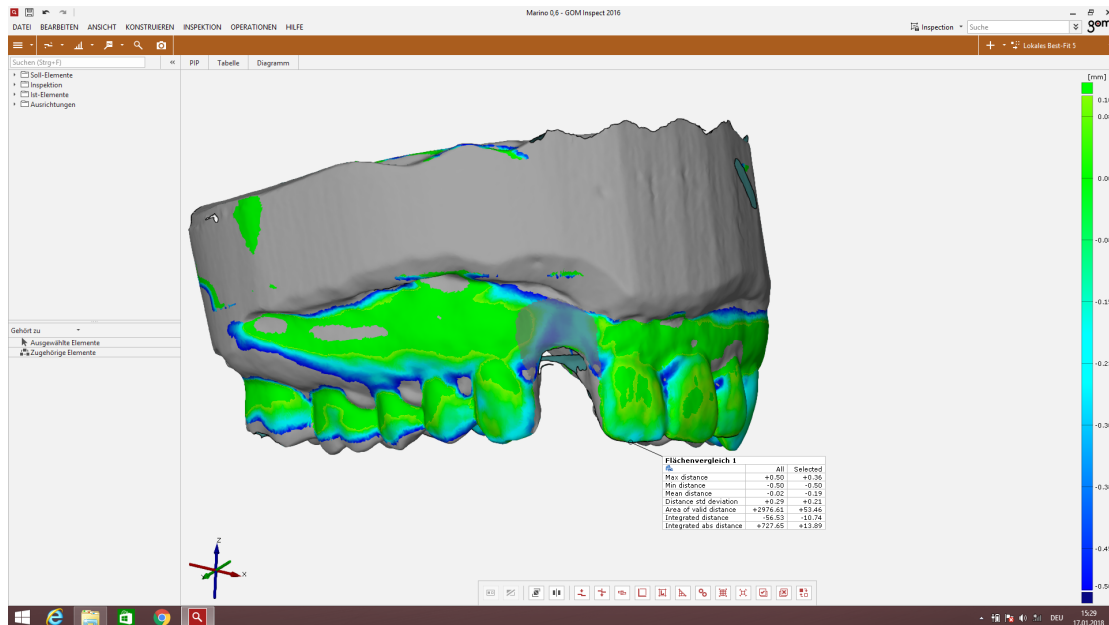 Marino 0,6 - GOM Inspect 2016
DATEI BEARBEITEN ANSICHT KONSTRUIEREN INSPEKTION OPERATIONEN HILFE
Inspection Suche gom
Lokales Best-Fit 5
Suchen (Strg+F) PIP Tabelle Diagramm
Soll-Elemente
Inspektion
Ist-Elemente
Ausrichtungen
[mm]
Gehört zu
Ausgewählte Elemente
Zugehörige Elemente
Flächenvergleich 1
All Selected
Max distance +0.50 +0.36
Min distance -0.50 -0.50
Mean distance -0.02 -0.19
Distance std deviation +0.29 +0.21
Area of valid distance +2976.61 +53.46
Integrated distance -56.53 -10.74
Integrated abs distance +727.65 +13.89
Z
X
DEU
15:29
17.01.2018